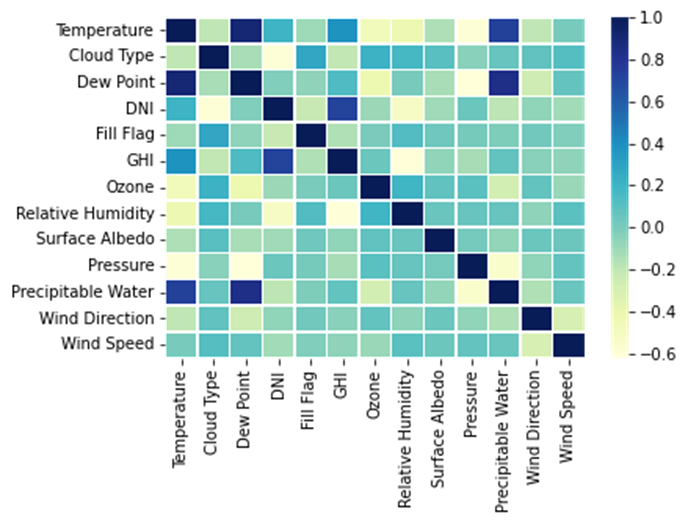 Temperature
Cloud Type
Dew Point
DNI
Fill Flag
GHI
Ozone
Relative Humidity
Surface Albedo
Pressure
Precipitable Water
Wind Direction
Wind Speed
Temperature
Cloud Type
Dew Point
DNI
Fill Flag
GHI
Ozone
Relative Humidity
Surface Albedo
Pressure
Precipitable Water
Wind Direction
Wind Speed
1.0
0.8
0.6
0.4
0.2
0.0
−0.2
−0.4
−0.6